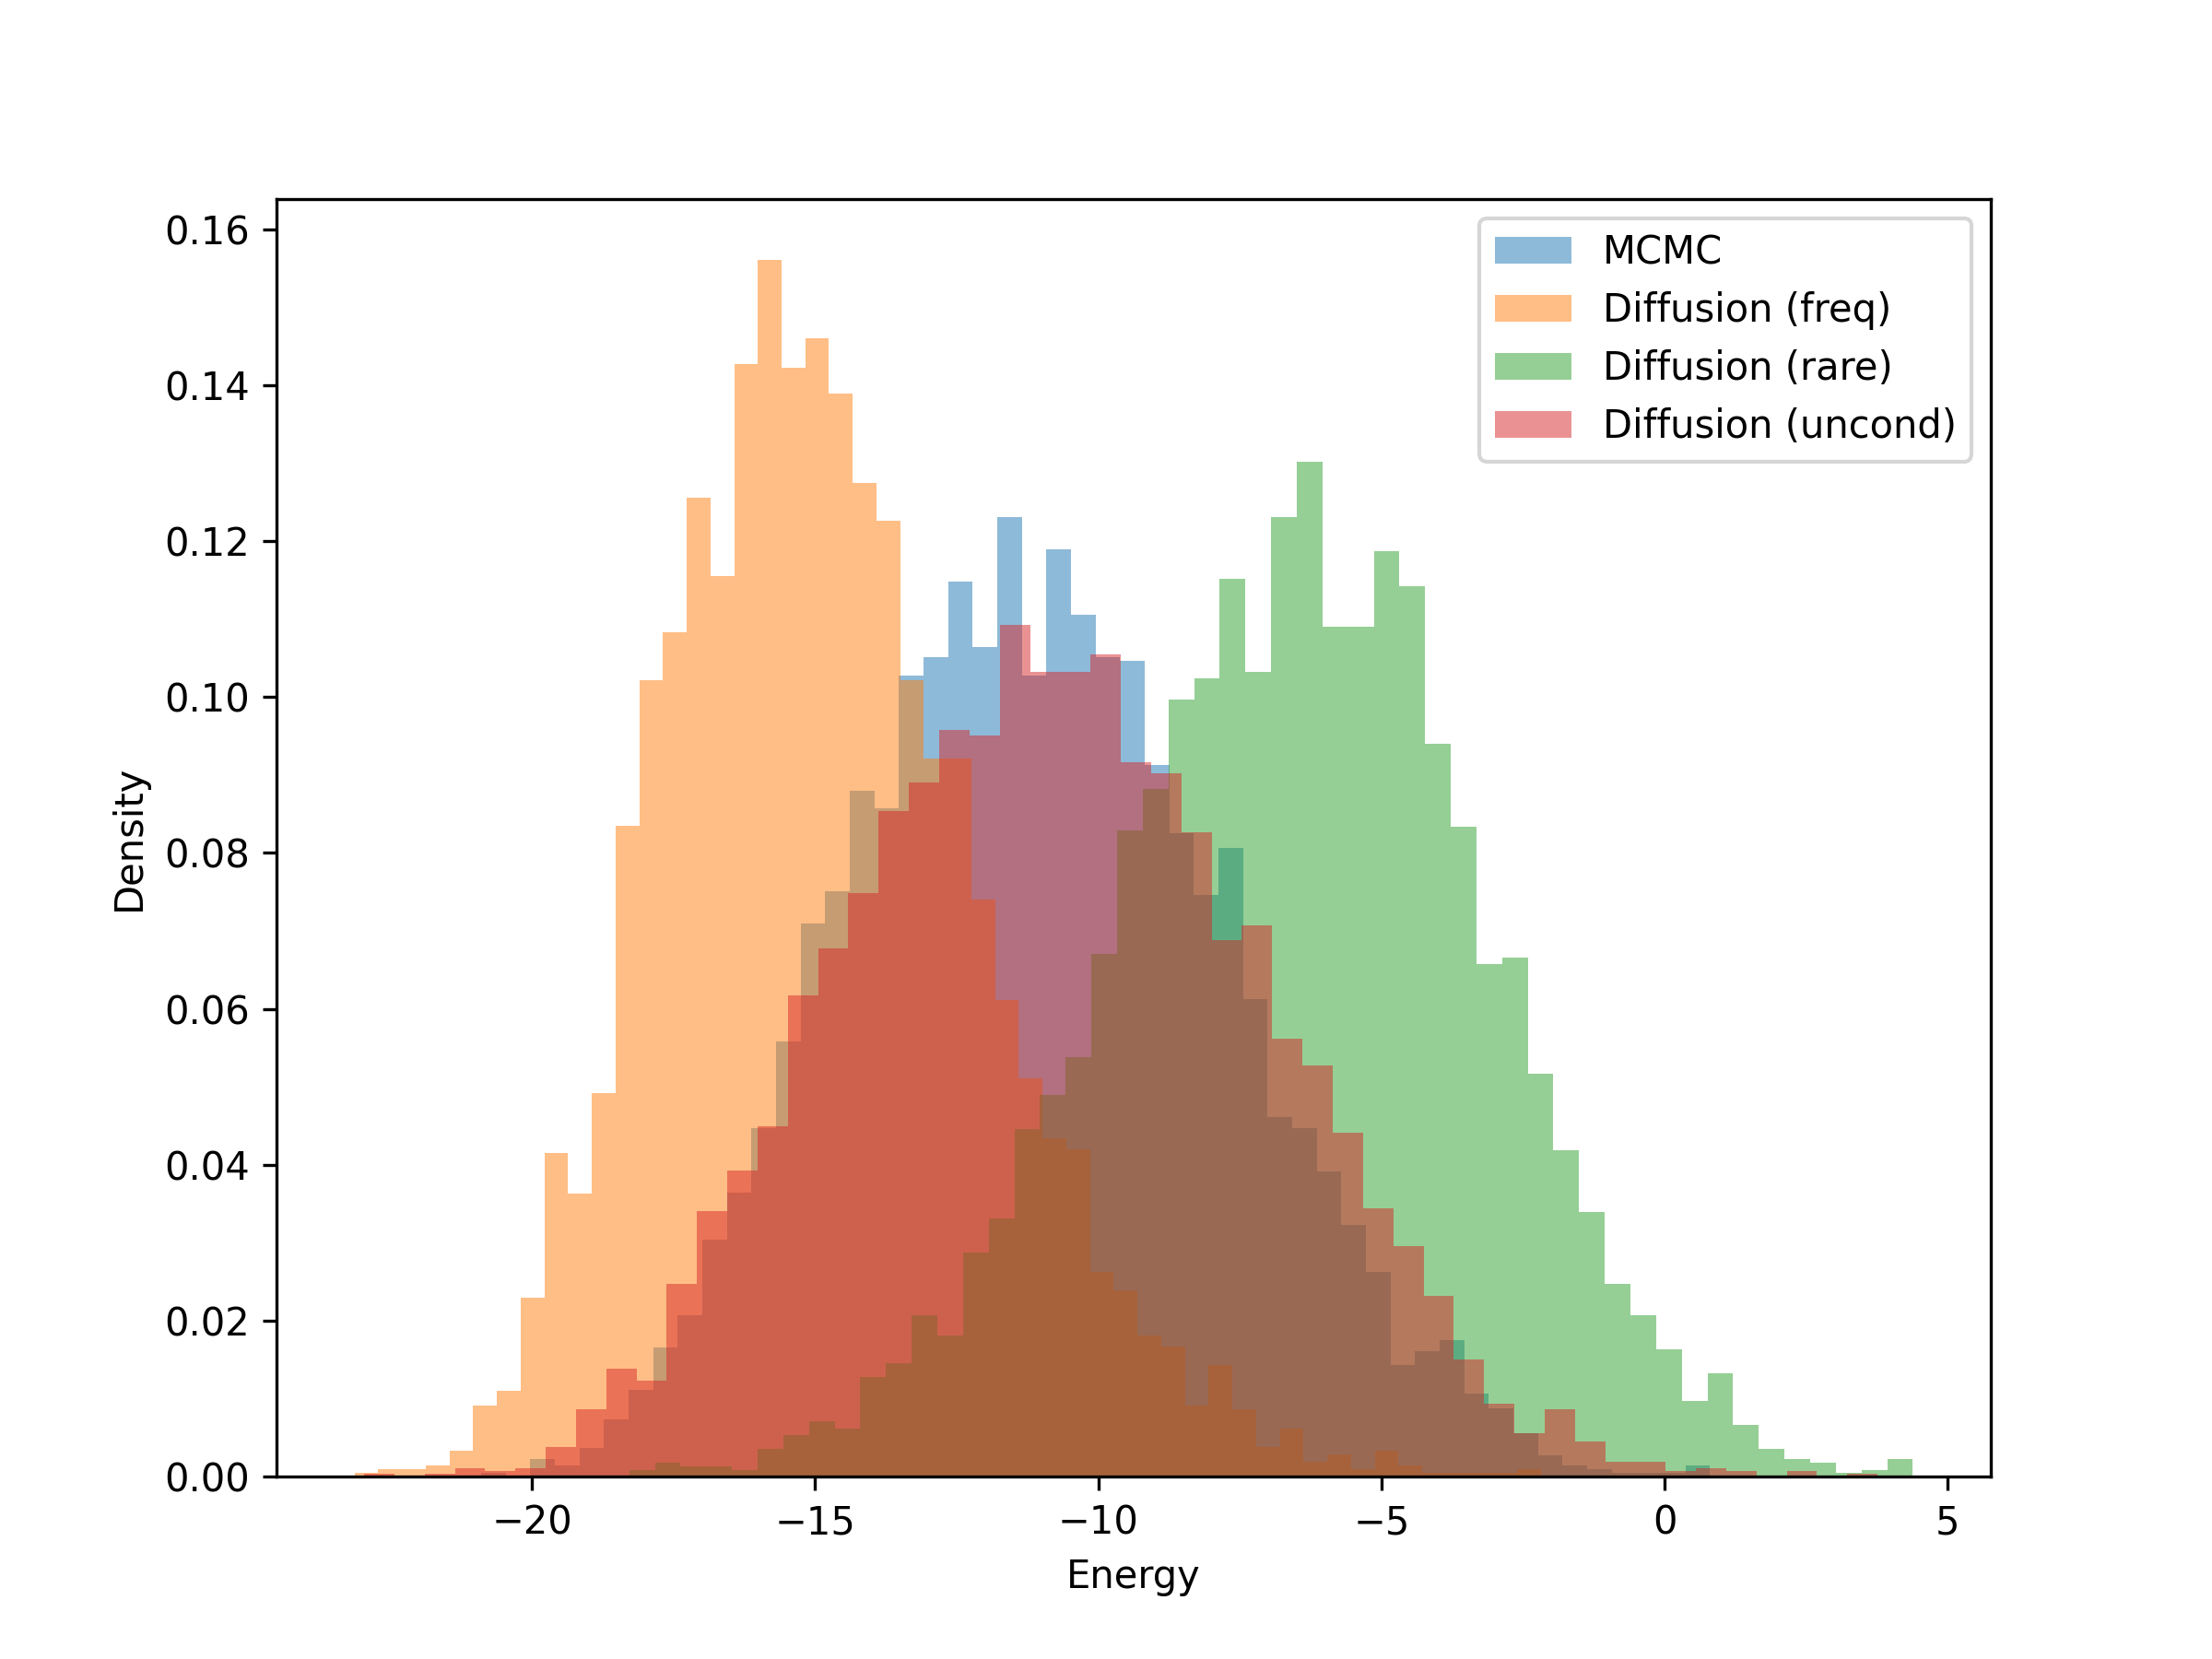 MCMC
Diffusion (freq)
Diffusion (rare)
Diffusion (uncond)
0.16
0.14
0.12
0.10
0.08
0.06
0.04
0.02
0.00
Density
−20 −15 −10 −5 0 5
Energy